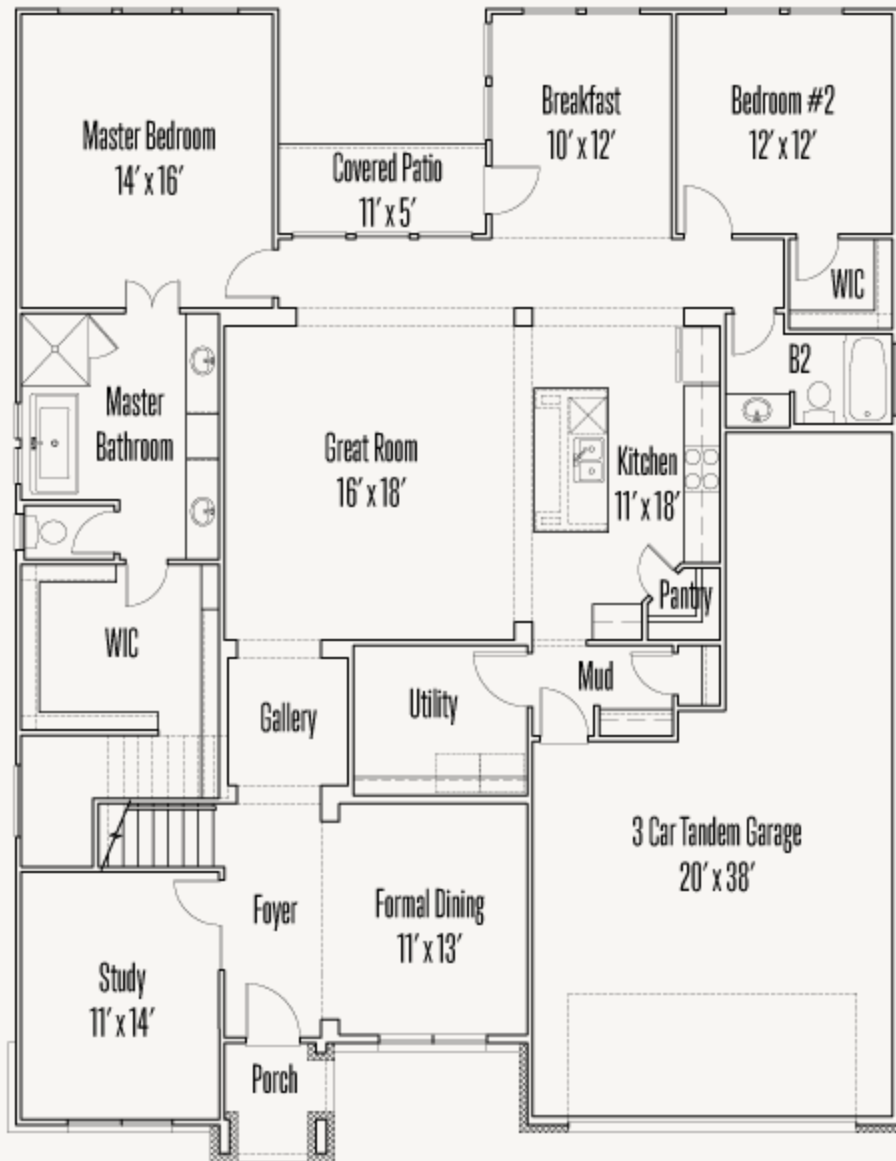 Master Bedroom
14' x 16'
Covered Patio
11' x 5'
Breakfast
10' x 12'
Bedroom #2
12' x 12'
WIC
B2
Master
Bathroom
Great Room
16' x 18'
Kitchen
11' x 18'
Pantry
WIC
Gallery
Utility
Mud
3 Car Tandem Garage
20' x 38'
Foyer
Formal Dining
11' x 13'
Study
11' x 14'
Porch